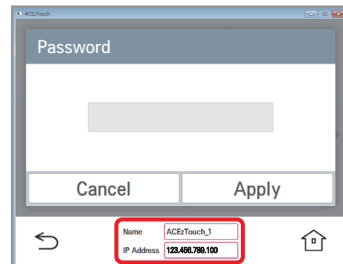 ACEzTouch
Password
Cancel
Apply
Name ACEzTouch_1
IP Address 123.456.789.100